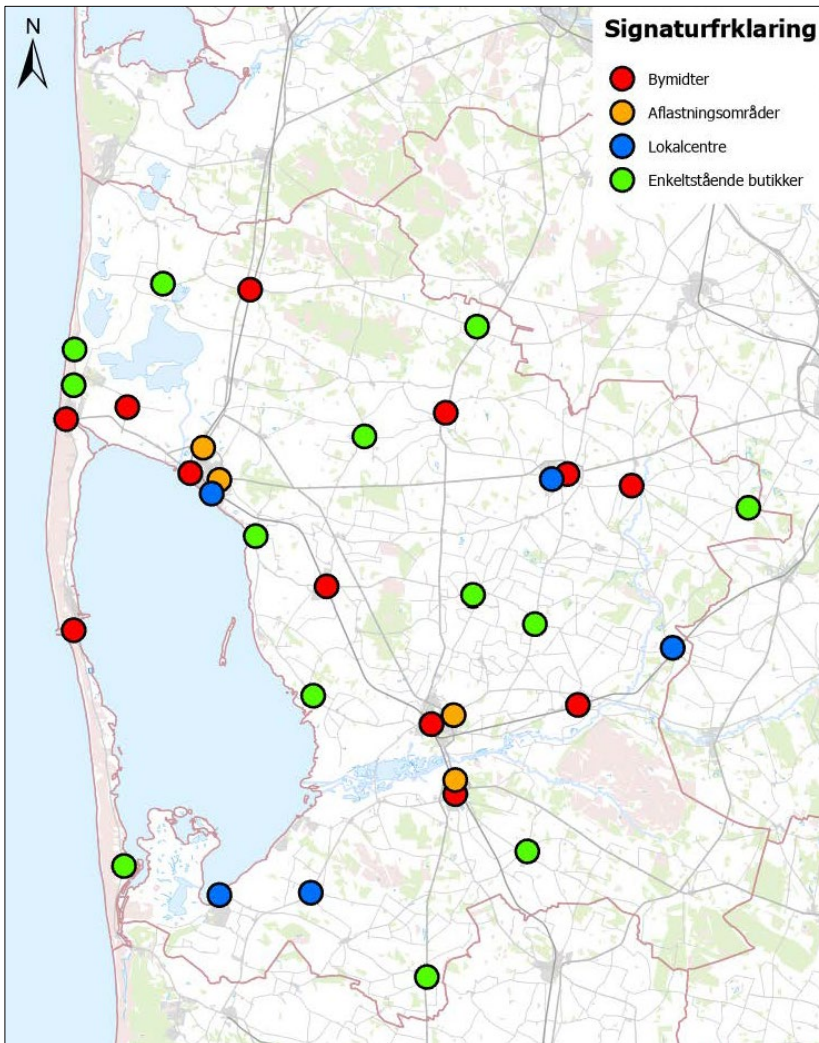 N
Signaturfrklaring
Bymidter
Aflastningsområder
Lokalcentre
Enkeltstående butikker